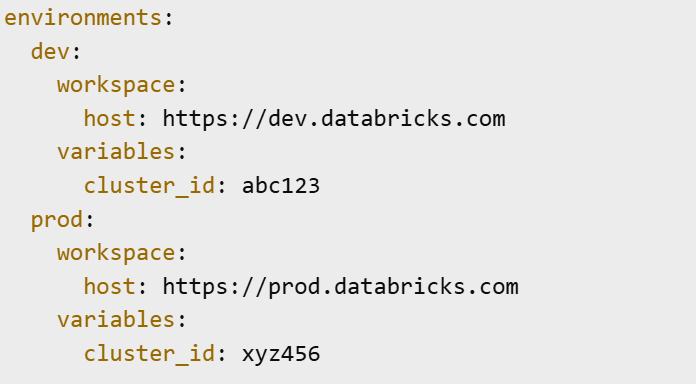 environments:
  dev:
    workspace:
      host: https://dev.databricks.com
    variables:
      cluster_id: abc123
  prod:
    workspace:
      host: https://prod.databricks.com
    variables:
      cluster_id: xyz456